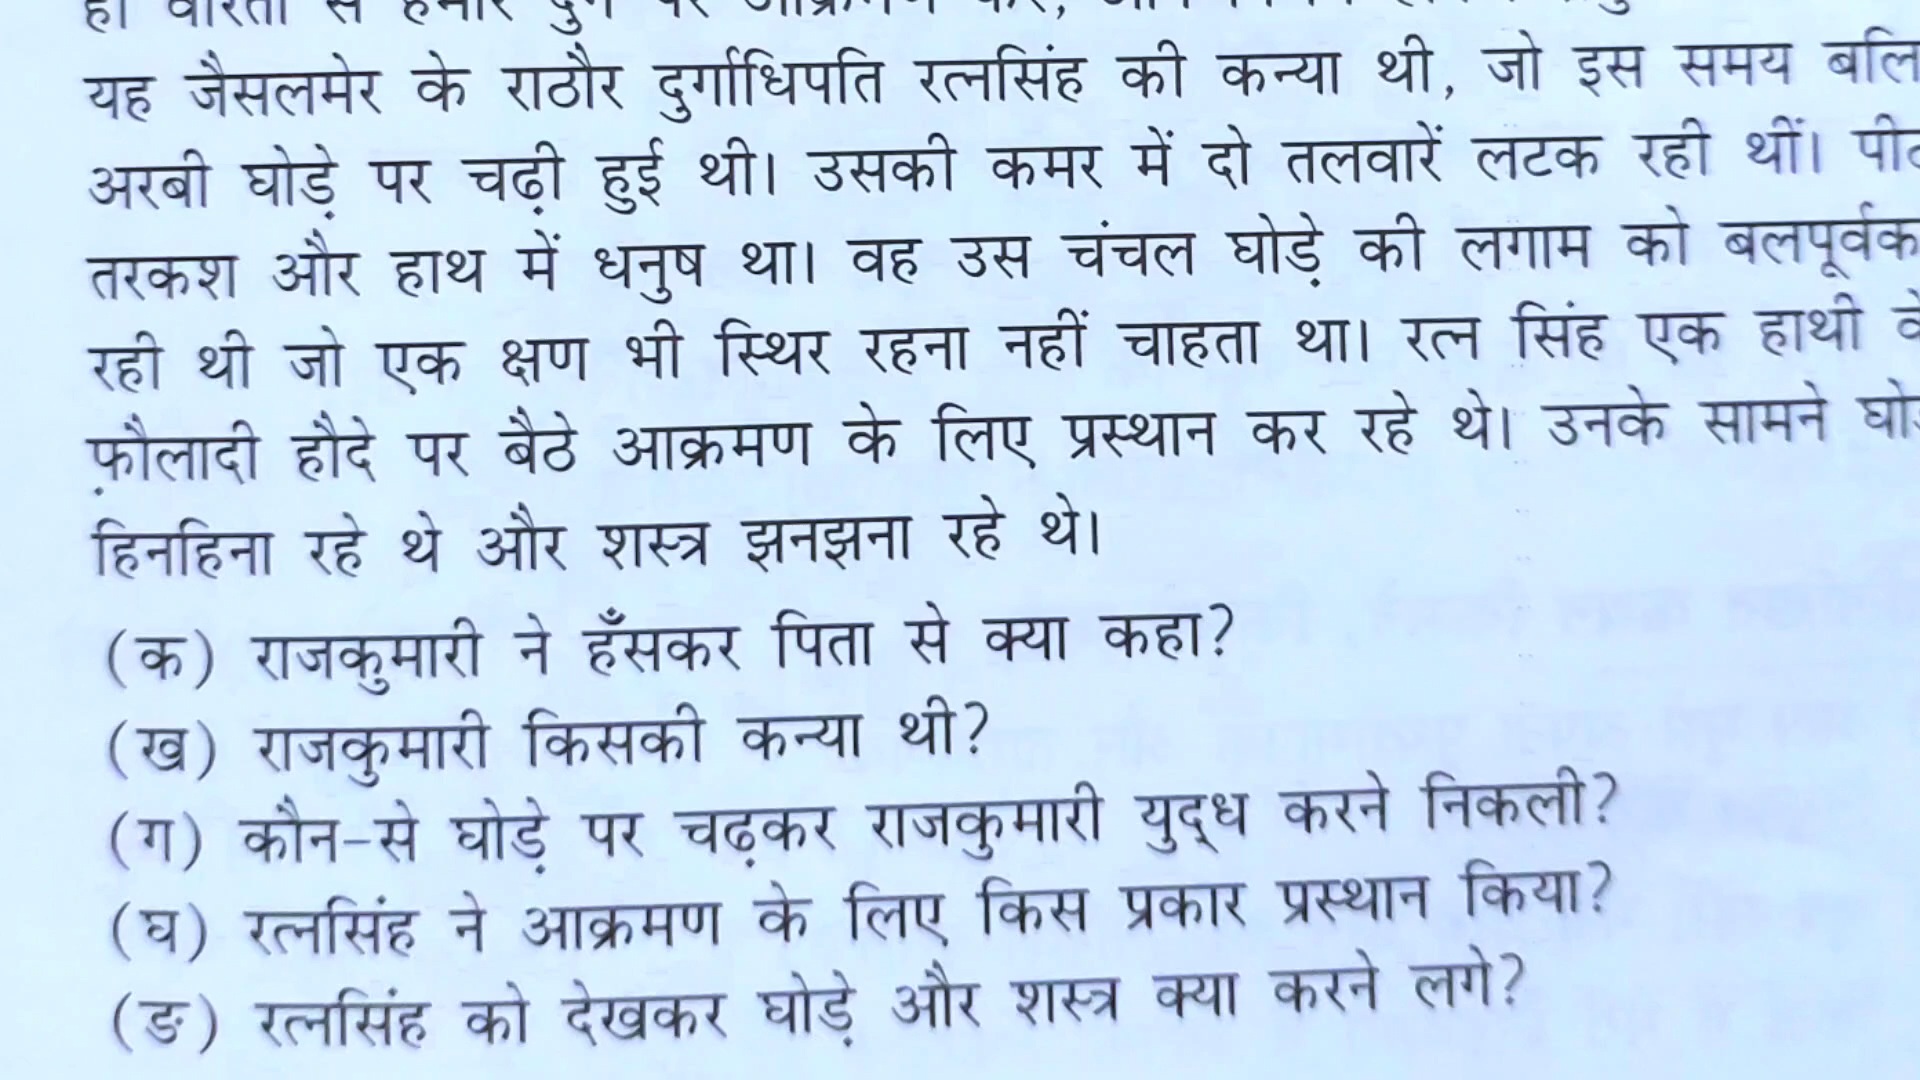 यह जैसलमेर के राठौर दुर्गाधिपति रत्नसिंह की कन्या थी, जो इस समय
अरबी घोड़े पर चढ़ी हुई थी। उसकी कमर में दो तलवारें लटक रही थीं।
तरकश और हाथ में धनुष था। वह उस चंचल घोड़े की लगाम को बलपूर्वक
रही थी जो एक क्षण भी स्थिर रहना नहीं चाहता था। रत्न सिंह एक हाथी
फ़ौलादी हौदे पर बैठे आक्रमण के लिए प्रस्थान कर रहे थे। उनके सामने
हिनहिना रहे थे और शस्त्र झनझना रहे थे।
(क) राजकुमारी ने हँसकर पिता से क्या कहा?
(ख) राजकुमारी किसकी कन्या थी?
(ग) कौन-से घोड़े पर चढ़कर राजकुमारी युद्ध करने निकली?
(घ) रत्नसिंह ने आक्रमण के लिए किस प्रकार प्रस्थान किया?
(ङ) रत्नसिंह को देखकर घोड़े और शस्त्र क्या करने लगे?